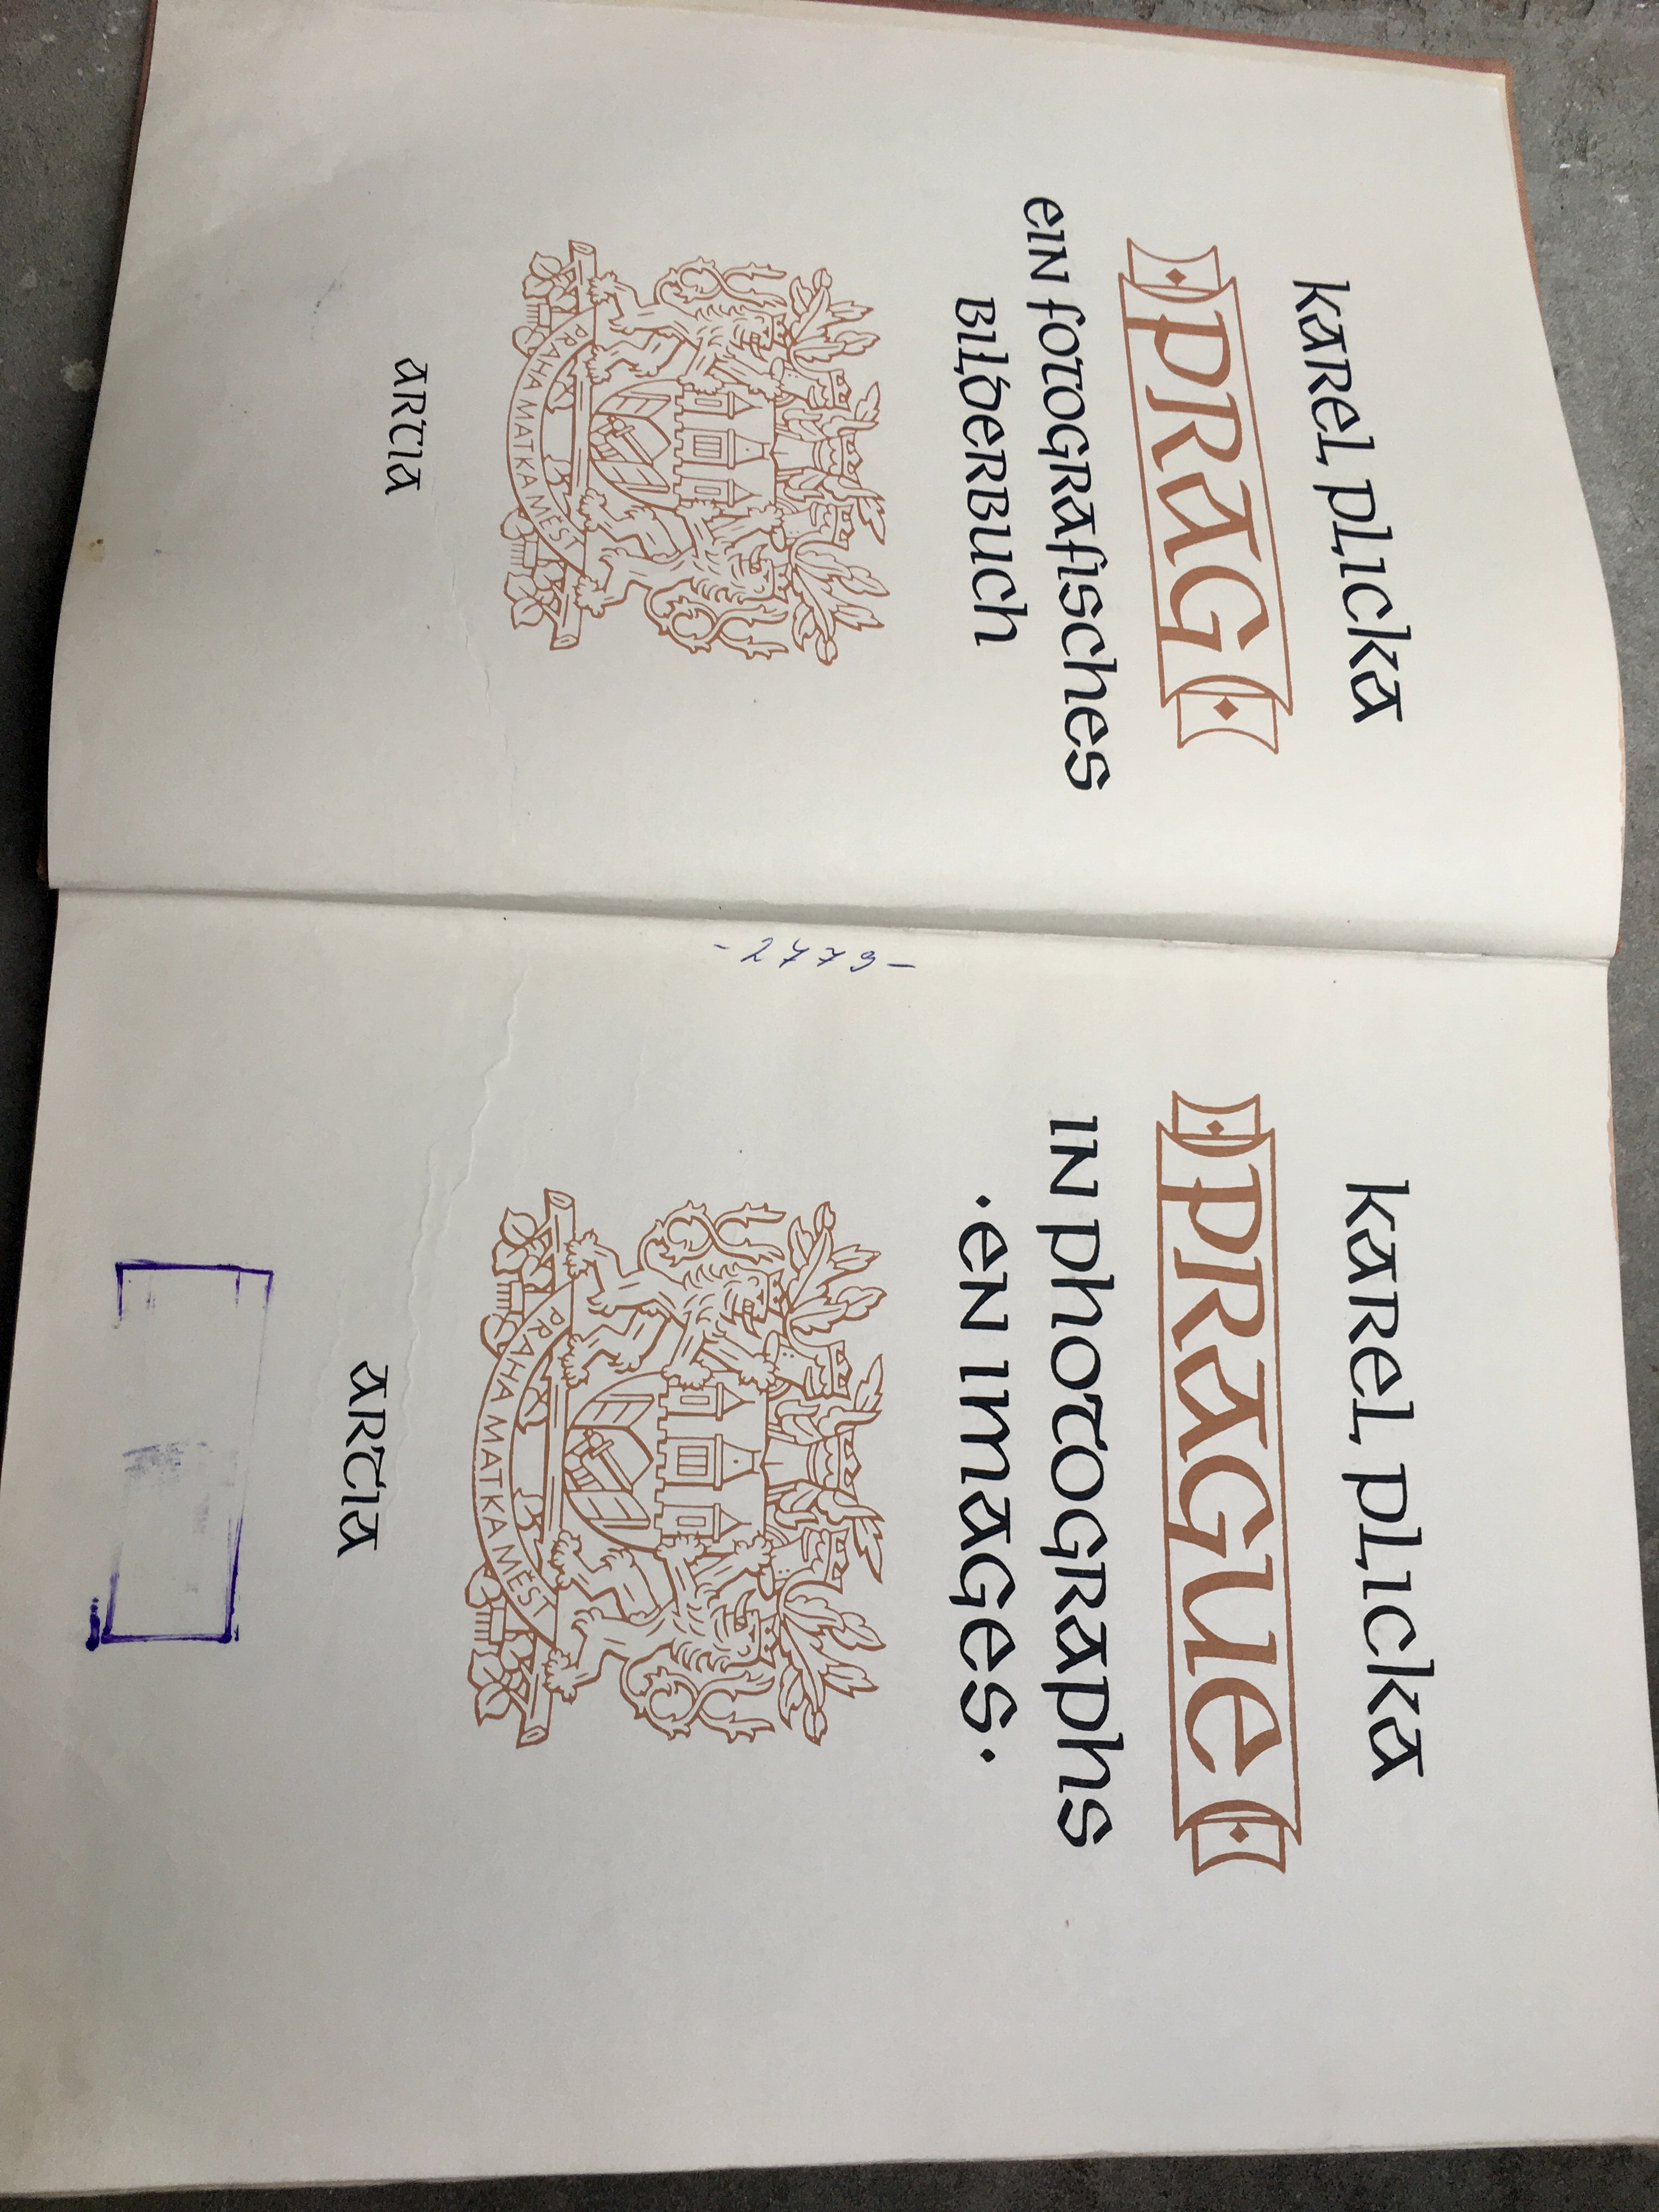 karel plicka
PRAG
EIN fotografisches
Bilderbuch
PRAHA MATKA MĚST
artia
- 2779 -
karel plicka
PRAGUE
IN photographs
· EN IMAGES ·
PRAHA MATKA MĚST
artia